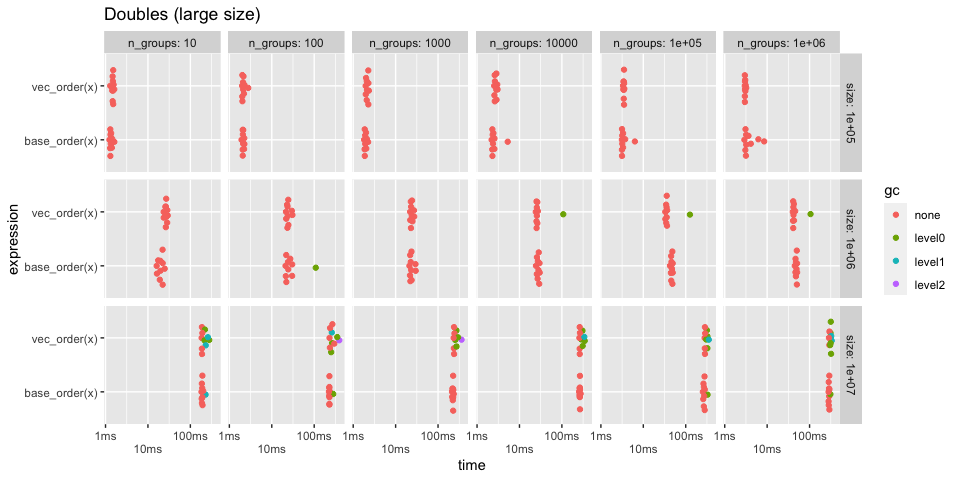 Doubles (large size)
n_groups: 10
n_groups: 100
n_groups: 1000
n_groups: 10000
n_groups: 1e+05
n_groups: 1e+06
vec_order(x)
base_order(x)
size: 1e+05
vec_order(x)
base_order(x)
size: 1e+06
vec_order(x)
base_order(x)
size: 1e+07
expression
1ms 100ms 1ms 100ms 1ms 100ms 1ms 100ms 1ms 100ms 1ms 100ms
10ms 10ms 10ms 10ms 10ms 10ms
time
gc
none
level0
level1
level2